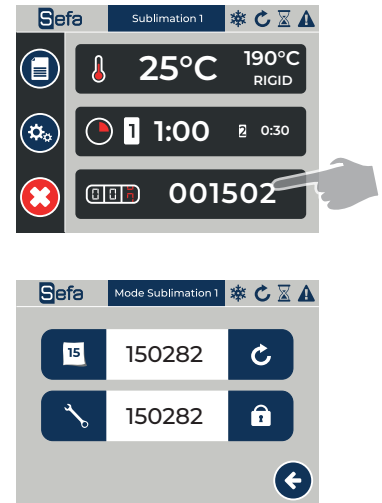 Sefa
Sublimation 1
25°C
190°C
RIGID
1 1:00
2 0:30
001502
Sefa
Mode Sublimation 1
15 150282
150282